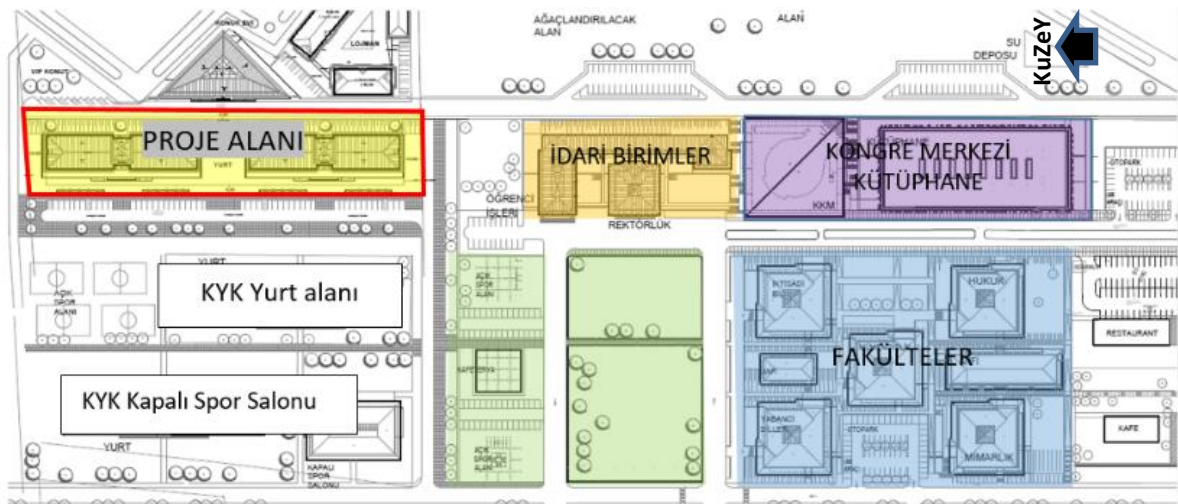 KONUK EVİ
AĞAÇLANDIRILACAK
ALAN
ALAN
LOJMAN
SU
DEPOSU
KuZeY
VIP KONUT
PROJE ALANI
YURT
İDARİ BİRİMLER
KONGRE MERKEZİ
KÜTÜPHANE
KKM
OTOPARK
ÖĞRENCİ
İŞLERİ
REKTÖRLÜK
YURT
KYK Yurt alanı
AÇIK
SPOR
ALANI
AÇIK
SPOR
ALANI
İKTİSADİ
HUKUK
RESTAURANT
KAFETERYA
FAKÜLTELER
KYK Kapalı Spor Salonu
YURT
KAPALI
SPOR
SALONU
AÇIK
SPOR
ALANI
YABANCI
DİLLER
OTOPARK
MİMARLIK
KAFE